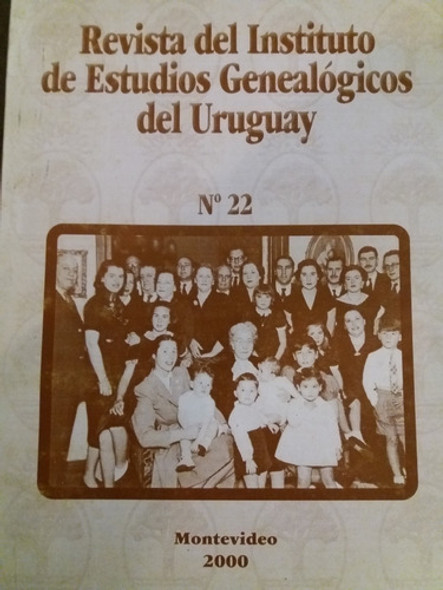 Revista del Instituto
de Estudios Genealógicos
del Uruguay
Nº 22
Montevideo
2000